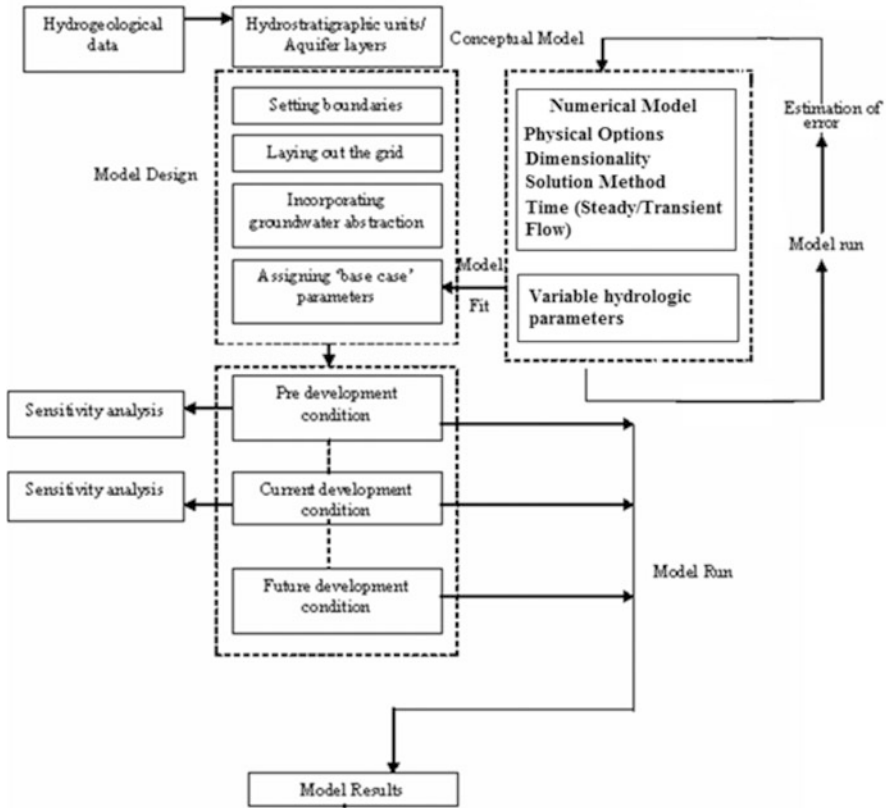 Hydrogeological
data
Hydrostratigraphic units/
Aquifer layers
Conceptual Model
Setting boundaries
Laying out the grid
Model Design
Incorporating
groundwater abstraction
Assigning 'base case'
parameters
Numerical Model
Physical Options
Dimensionality
Solution Method
Time (Steady/Transient
Flow)
Variable hydrologic
parameters
Estimation of
error
Model run
Model
Fit
Pre development
condition
Sensitivity analysis
Current development
condition
Sensitivity analysis
Future development
condition
Model Run
Model Results